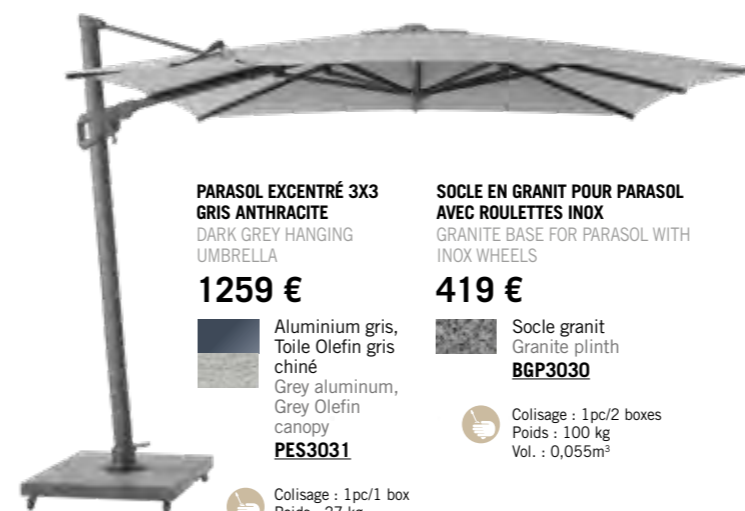 PARASOL EXCENTRÉ 3X3
GRIS ANTHRACITE
DARK GREY HANGING
UMBRELLA
1259 €
Aluminium gris,
Toile Olefin gris
chiné
Grey aluminum,
Grey Olefin
canopy
PES3031
Colisage : 1pc/1 box
Poids : 37 kg
SOCLE EN GRANIT POUR PARASOL
AVEC ROULETTES INOX
GRANITE BASE FOR PARASOL WITH
INOX WHEELS
419 €
Socle granit
Granite plinth
BGP3030
Colisage : 1pc/2 boxes
Poids : 100 kg
Vol. : 0,055m³